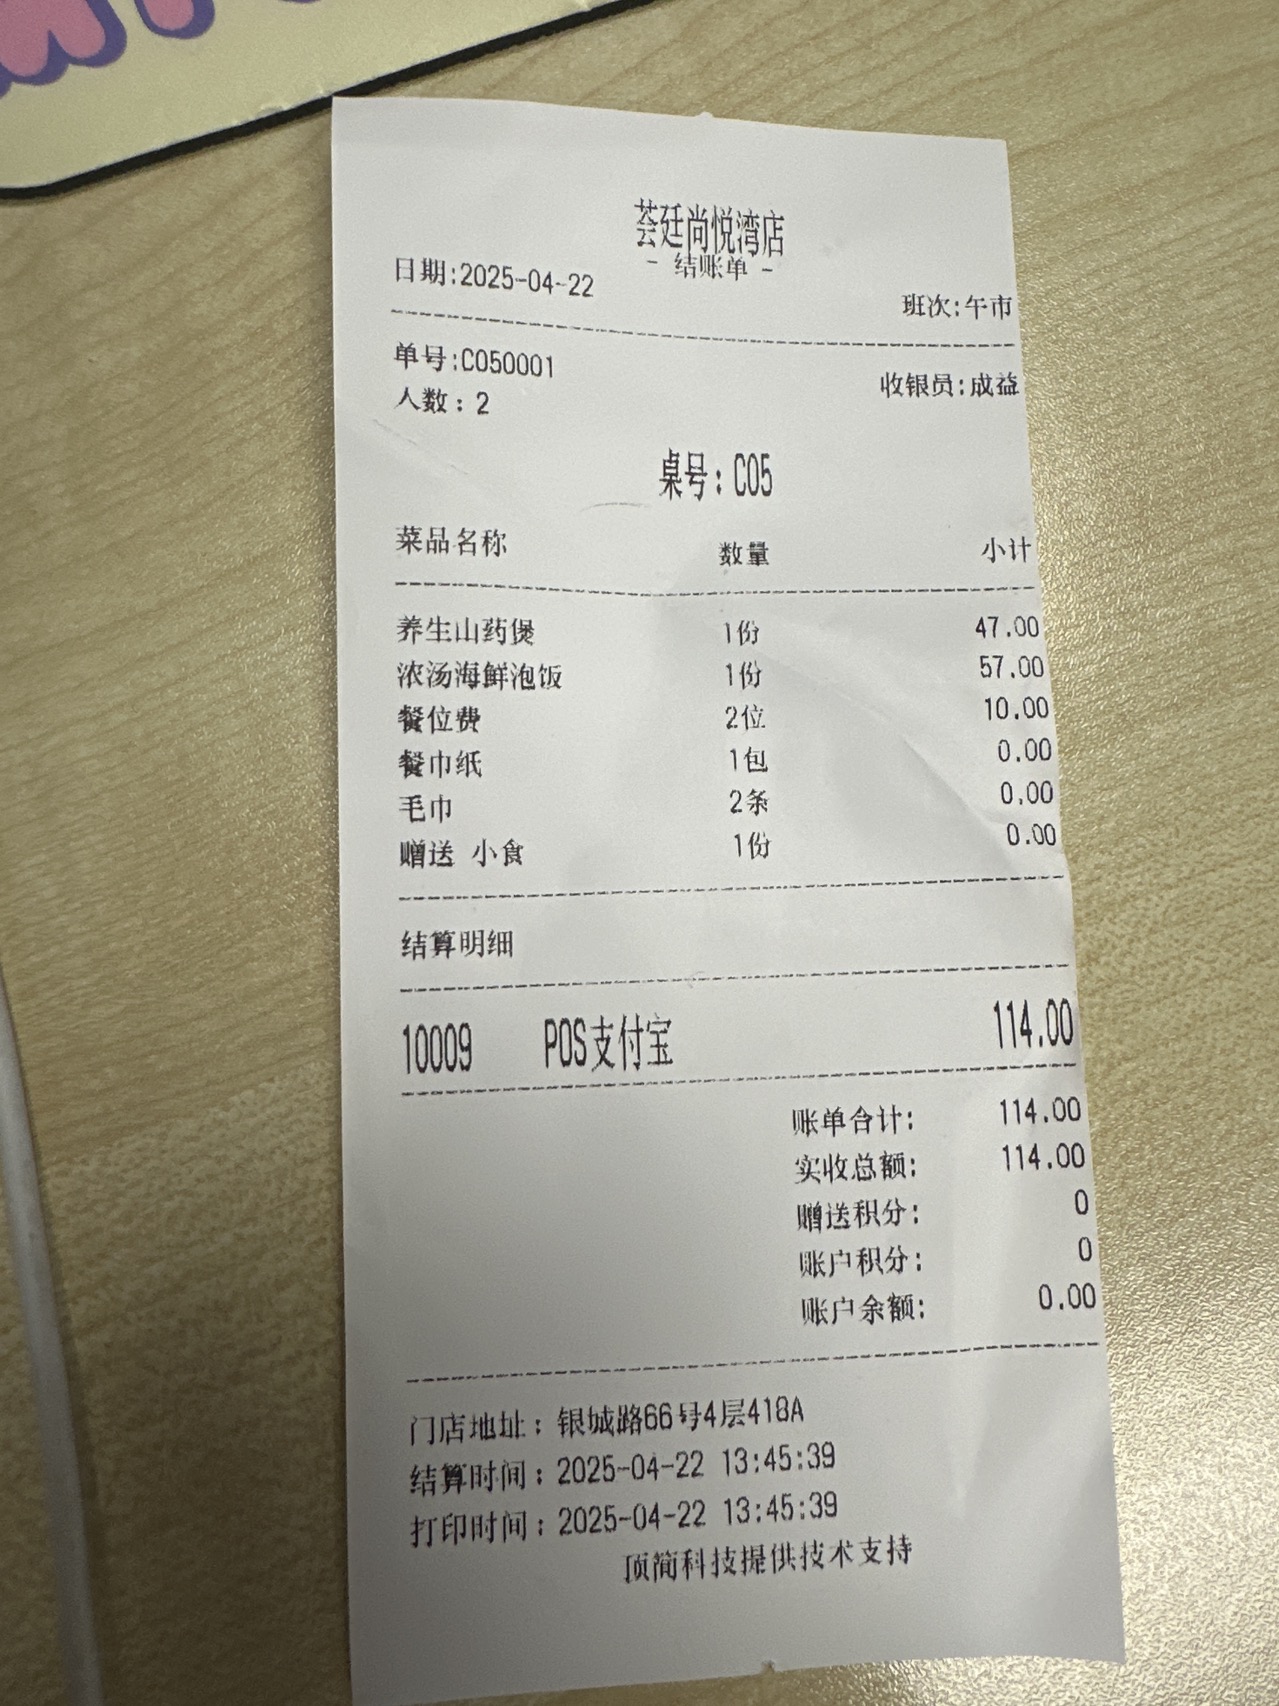 荟廷尚悦湾店
- 结账单 -
日期:2025-04-22
班次:午市
单号:C050001
收银员:成益
人数：2
桌号：C05
菜品名称 数量 小计
养生山药煲 1份 47.00
浓汤海鲜泡饭 1份 57.00
餐位费 2位 10.00
餐巾纸 1包 0.00
毛巾 2条 0.00
赠送 小食 1份 0.00
结算明细
10009 POS支付宝 114.00
账单合计: 114.00
实收总额: 114.00
赠送积分: 0
账户积分: 0
账户余额: 0.00
门店地址：银城路66号4层418A
结算时间：2025-04-22 13:45:39
打印时间：2025-04-22 13:45:39
顶简科技提供技术支持